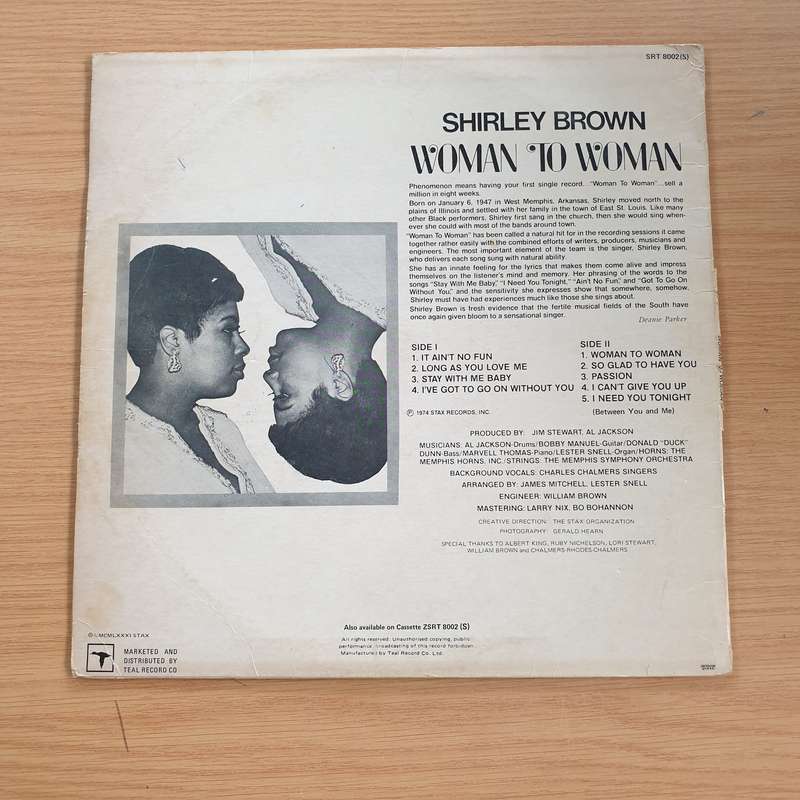 SRT 8002(S)
SHIRLEY BROWN
WOMAN TO WOMAN
Phenomenon means having your first single record..."Woman To Woman"...sell a
million in eight weeks.
Born on January 6, 1947 in West Memphis, Arkansas, Shirley moved north to the
plains of Illinois and settled with her family in the town of East St. Louis. Like many
other Black performers, Shirley first sang in the church, then she would sing when-
ever she could with most of the bands around town.
"Woman To Woman" has been called a natural hit for in the recording sessions it came
together rather easily with the combined efforts of writers, producers, musicians and
engineers. The most important element of the team is the singer, Shirley Brown,
who delivers each song sung with natural ability.
She has an innate feeling for the lyrics that makes them come alive and impress
themselves on the listener's mind and memory. Her phrasing of the words to the
songs "Stay With Me Baby," "I Need You Tonight," "Ain't No Fun," and "Got To Go On
Without You," and the sensitivity she expresses show that somewhere, somehow,
Shirley must have had experiences much like those she sings about.
Shirley Brown is fresh evidence that the fertile musical fields of the South have
once again given bloom to a sensational singer.
Deanie Parker
SIDE I
1. IT AIN'T NO FUN
2. LONG AS YOU LOVE ME
3. STAY WITH ME BABY
4. I'VE GOT TO GO ON WITHOUT YOU
SIDE II
1. WOMAN TO WOMAN
2. SO GLAD TO HAVE YOU
3. PASSION
4. I CAN'T GIVE YOU UP
5. I NEED YOU TONIGHT
(Between You and Me)
℗ 1974 STAX RECORDS, INC.
PRODUCED BY: JIM STEWART, AL JACKSON
MUSICIANS: AL JACKSON-Drums/BOBBY MANUEL-Guitar/DONALD "DUCK"
DUNN-Bass/MARVELL THOMAS-Piano/LESTER SNELL-Organ/HORNS: THE
MEMPHIS HORNS, INC./STRINGS: THE MEMPHIS SYMPHONY ORCHESTRA
BACKGROUND VOCALS: CHARLES CHALMERS SINGERS
ARRANGED BY: JAMES MITCHELL, LESTER SNELL
ENGINEER: WILLIAM BROWN
MASTERING: LARRY NIX, BO BOHANNON
CREATIVE DIRECTION: THE STAX ORGANIZATION
PHOTOGRAPHY: GERALD HEARN
SPECIAL THANKS TO ALBERT KING, RUBY NICHELSON, LORI STEWART,
WILLIAM BROWN and CHALMERS-RHODES-CHALMERS
Also available on Cassette ZSRT 8002 (S)
All rights reserved. Unauthorised copying, public
performance, broadcasting of this record forbidden.
Manufactured by Teal Record Co. Ltd.
MCMLXXXI STAX
MARKETED AND
DISTRIBUTED BY
TEAL RECORD CO